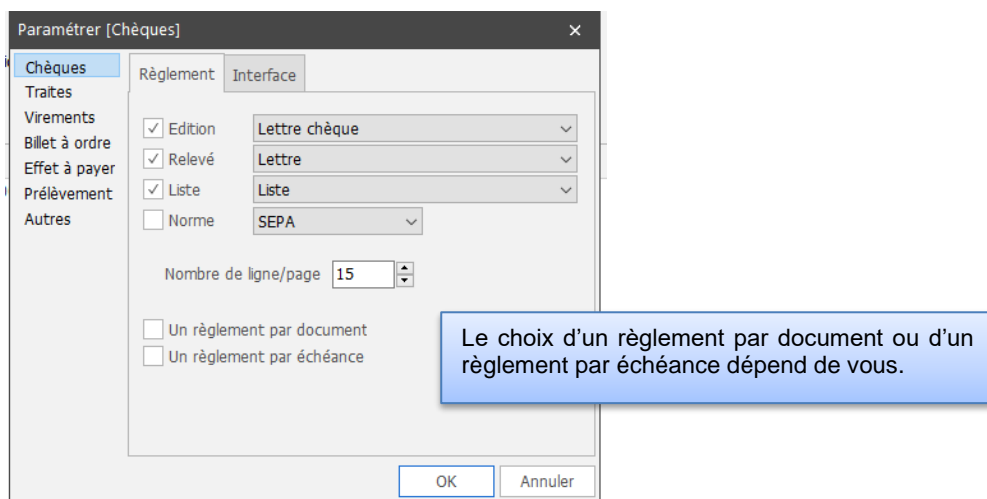 Paramétrer [Chèques]
Chèques
Traites
Virements
Billet à ordre
Effet à payer
Prélèvement
Autres
Règlement
Interface
Edition Lettre chèque
Relevé Lettre
Liste Liste
Norme SEPA
Nombre de ligne/page 15
Un règlement par document
Un règlement par échéance
Le choix d’un règlement par document ou d’un
règlement par échéance dépend de vous.
OK
Annuler